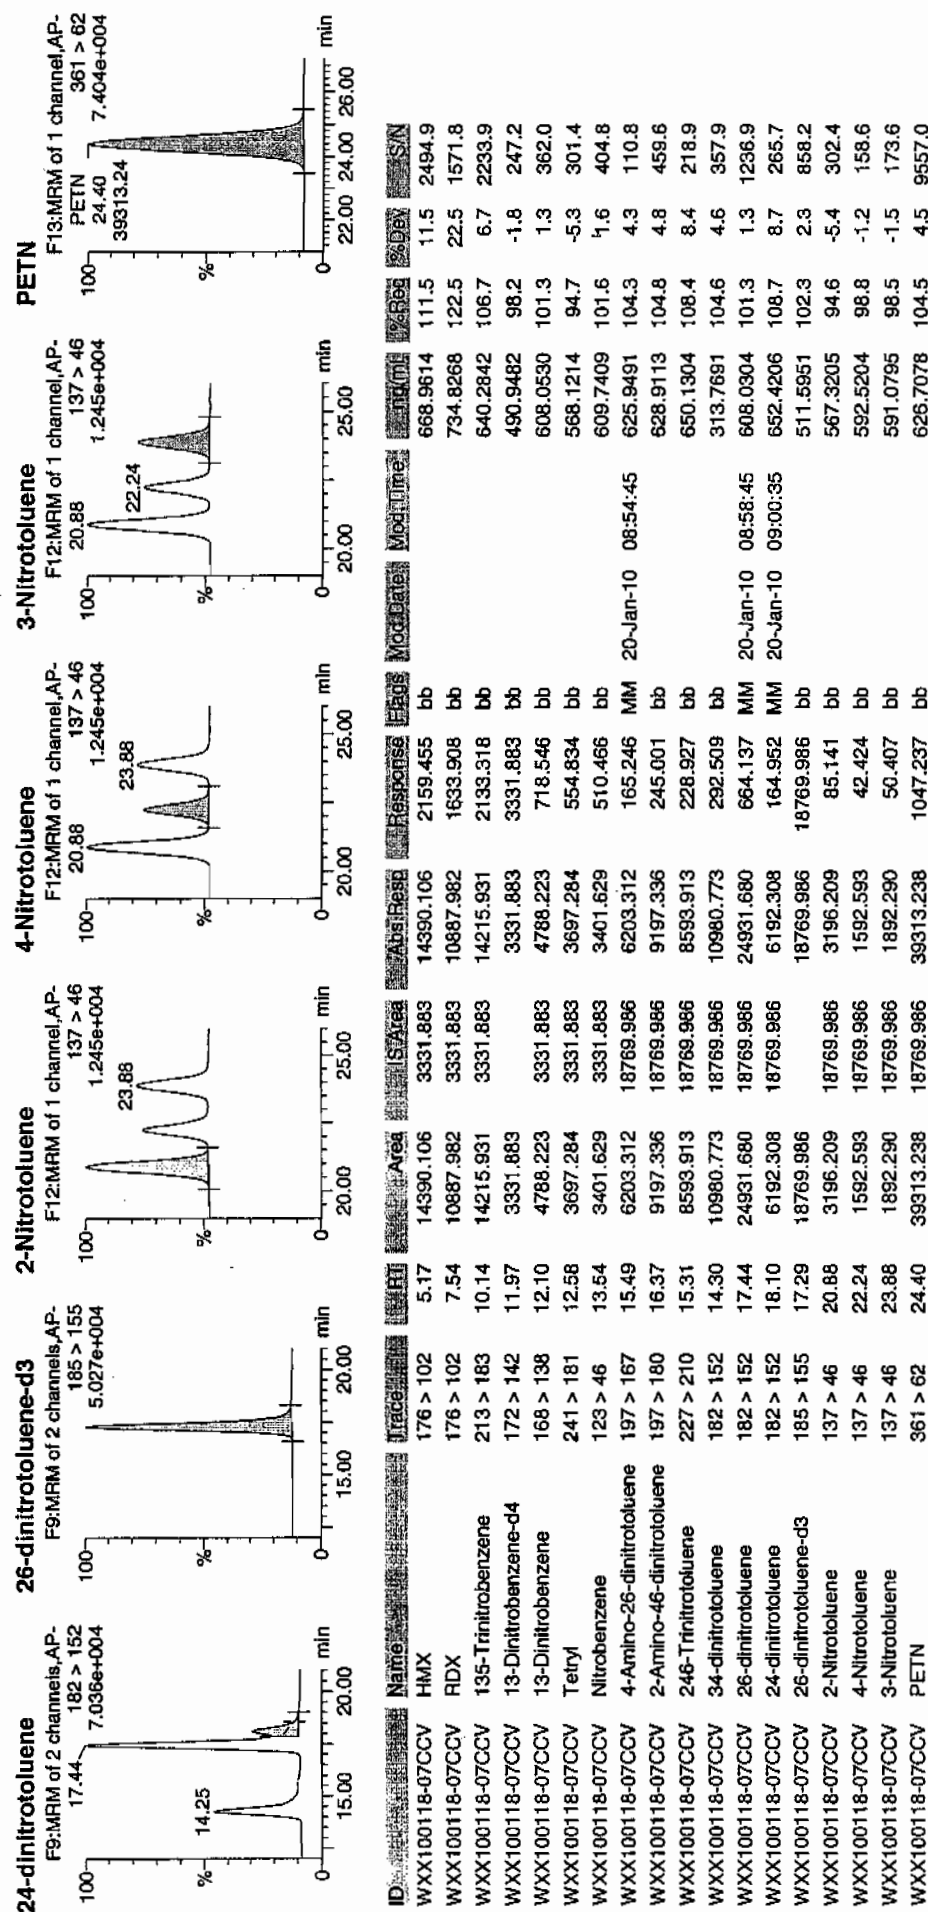 24-dinitrotoluene
F9:MRM of 2 channels,AP-
182 > 152
7.036e+004
17.44
14.25
100
%
0
15.00
20.00
min
26-dinitrotoluene-d3
F9:MRM of 2 channels,AP-
185 > 155
5.027e+004
100
%
0
15.00
20.00
min
2-Nitrotoluene
F12:MRM of 1 channel,AP-
137 > 46
1.245e+004
23.88
100
%
0
20.00
25.00
min
4-Nitrotoluene
F12:MRM of 1 channel,AP-
137 > 46
1.245e+004
20.88
23.88
100
%
0
20.00
25.00
min
3-Nitrotoluene
F12:MRM of 1 channel,AP-
137 > 46
1.245e+004
20.88
22.24
100
%
0
20.00
25.00
min
PETN
F13:MRM of 1 channel,AP-
361 > 62
7.404e+004
PETN
24.40
39313.24
100
%
0
22.00
24.00
26.00
min
ID Name Trace RT Area IS Area Abs Resp Response Flags Mod Date Mod Time ng/mL %Rec %Dev S/N
WXX100118-07CCV HMX 176 > 102 5.17 14390.106 3331.883 14390.106 2159.455 bb 668.9614 111.5 11.5 2494.9
WXX100118-07CCV RDX 176 > 102 7.54 10887.982 3331.883 10887.982 1633.908 bb 734.8268 122.5 22.5 1571.8
WXX100118-07CCV 135-Trinitrobenzene 213 > 183 10.14 14215.931 3331.883 14215.931 2133.318 bb 640.2842 106.7 6.7 2233.9
WXX100118-07CCV 13-Dinitrobenzene-d4 172 > 142 11.97 3331.883 3331.883 3331.883 bb 490.9482 98.2 -1.8 247.2
WXX100118-07CCV 13-Dinitrobenzene 168 > 138 12.10 4788.223 3331.883 4788.223 718.546 bb 608.0530 101.3 1.3 362.0
WXX100118-07CCV Tetryl 241 > 181 12.58 3697.284 3331.883 3697.284 554.834 bb 568.1214 94.7 -5.3 301.4
WXX100118-07CCV Nitrobenzene 123 > 46 13.54 3401.629 3331.883 3401.629 510.466 bb 609.7409 101.6 1.6 404.8
WXX100118-07CCV 4-Amino-26-dinitrotoluene 197 > 167 15.49 6203.312 18769.986 6203.312 165.246 MM 20-Jan-10 08:54:45 625.9491 104.3 4.3 110.8
WXX100118-07CCV 2-Amino-46-dinitrotoluene 197 > 180 16.37 9197.336 18769.986 9197.336 245.001 bb 628.9113 104.8 4.8 459.6
WXX100118-07CCV 246-Trinitrotoluene 227 > 210 15.31 8593.913 18769.986 8593.913 228.927 bb 650.1304 108.4 8.4 218.9
WXX100118-07CCV 34-dinitrotoluene 182 > 152 14.30 10980.773 18769.986 10980.773 292.509 bb 313.7691 104.6 4.6 357.9
WXX100118-07CCV 26-dinitrotoluene 182 > 152 17.44 24931.680 18769.986 24931.680 664.137 MM 20-Jan-10 08:58:45 608.0304 101.3 1.3 1236.9
WXX100118-07CCV 24-dinitrotoluene 182 > 152 18.10 6192.308 18769.986 6192.308 164.952 MM 20-Jan-10 09:00:35 652.4206 108.7 8.7 265.7
WXX100118-07CCV 26-dinitrotoluene-d3 185 > 155 17.29 18769.986 18769.986 18769.986 bb 511.5951 102.3 2.3 858.2
WXX100118-07CCV 2-Nitrotoluene 137 > 46 20.88 3196.209 18769.986 3196.209 85.141 bb 567.3205 94.6 -5.4 302.4
WXX100118-07CCV 4-Nitrotoluene 137 > 46 22.24 1592.593 18769.986 1592.593 42.424 bb 592.5204 98.8 -1.2 158.6
WXX100118-07CCV 3-Nitrotoluene 137 > 46 23.88 1892.290 18769.986 1892.290 50.407 bb 591.0795 98.5 -1.5 173.6
WXX100118-07CCV PETN 361 > 62 24.40 39313.238 18769.986 39313.238 1047.237 bb 626.7078 104.5 4.5 9557.0